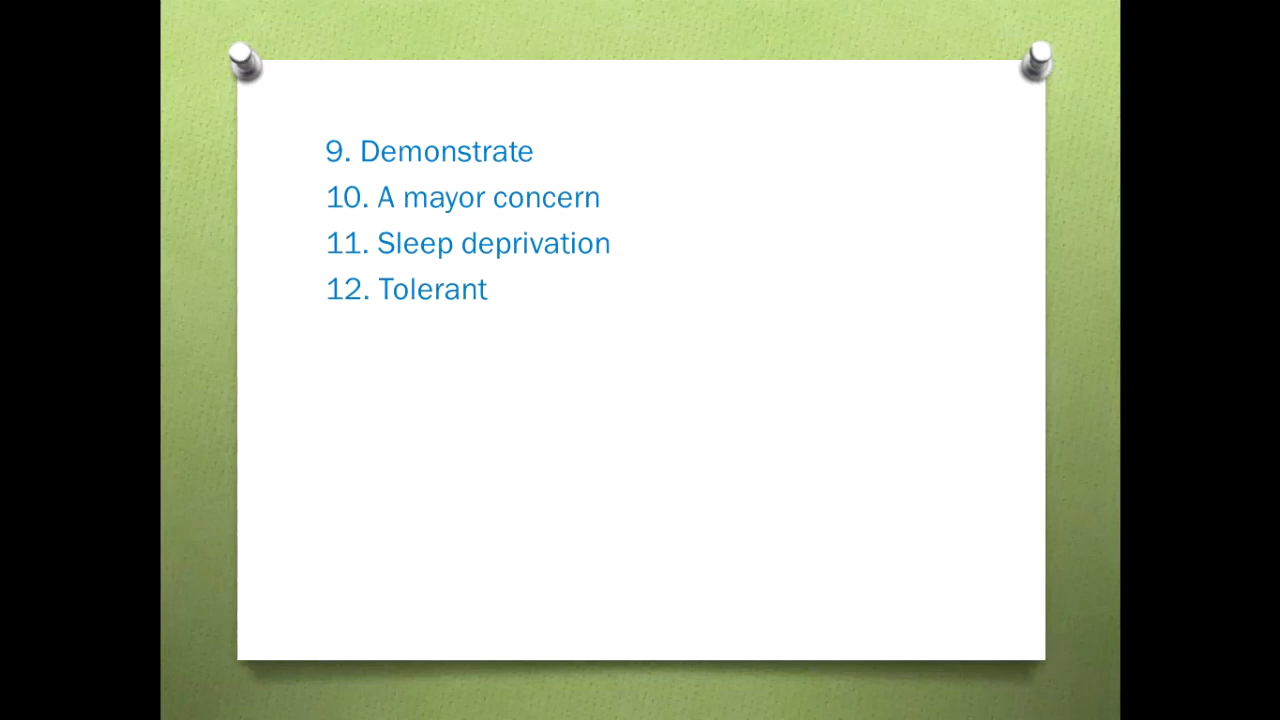 9. Demonstrate
10. A mayor concern
11. Sleep deprivation
12. Tolerant